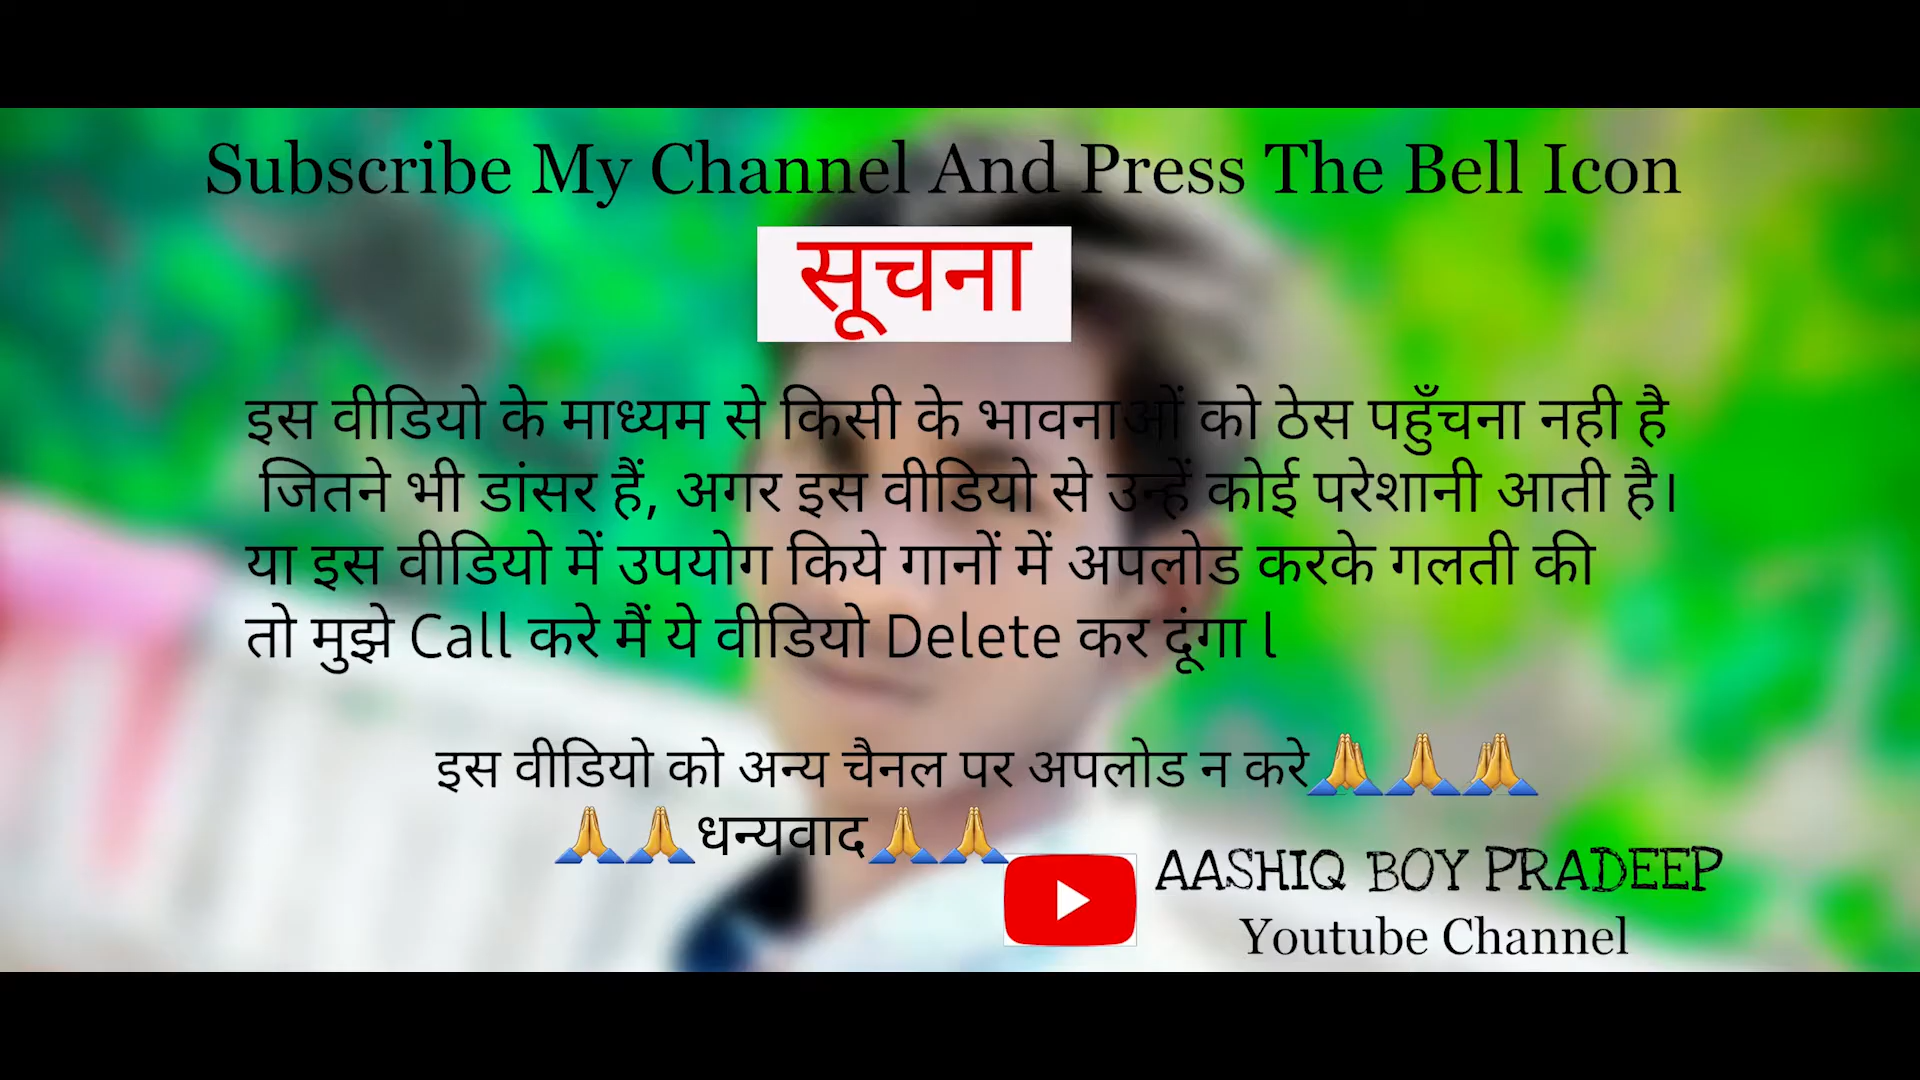 Subscribe My Channel And Press The Bell Icon
सूचना
इस वीडियो के माध्यम से किसी के भावनाओं को ठेस पहुँचना नही है
जितने भी डांसर हैं, अगर इस वीडियो से उन्हें कोई परेशानी आती है।
या इस वीडियो में उपयोग किये गानों में अपलोड करके गलती की
तो मुझे Call करे मैं ये वीडियो Delete कर दूंगा l
इस वीडियो को अन्य चैनल पर अपलोड न करे🙏🙏🙏
🙏🙏धन्यवाद🙏🙏
AASHIQ BOY PRADEEP
Youtube Channel